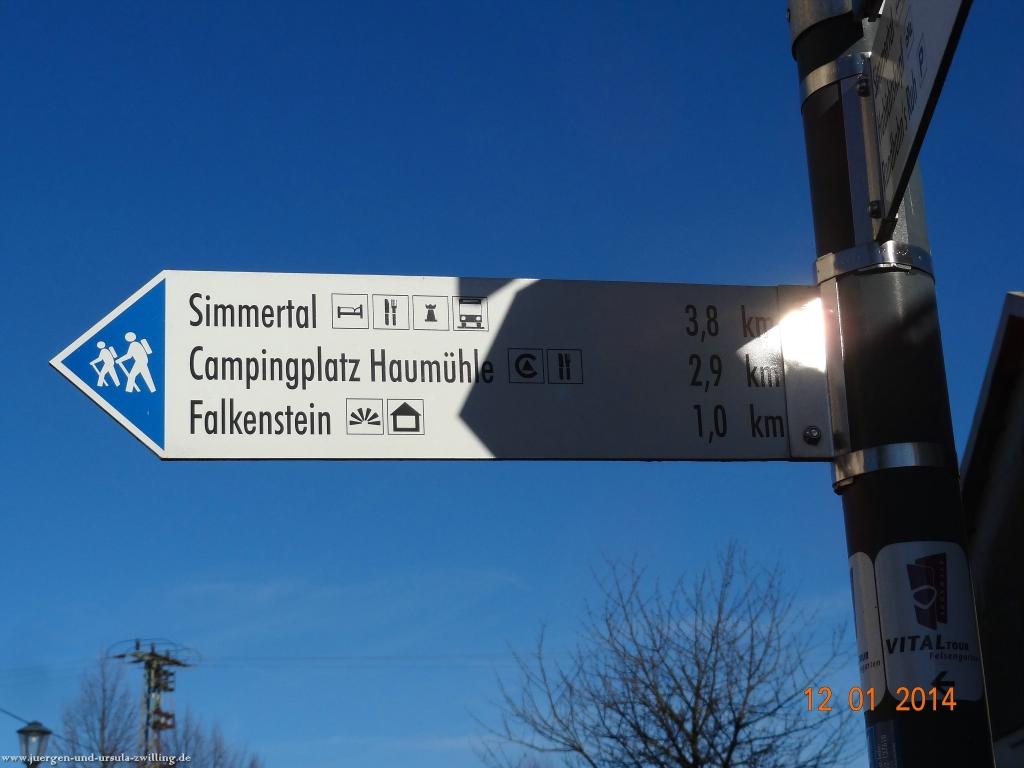 Simmertal 3,8 km
Campingplatz Haumühle 2,9 km
Falkenstein 1,0 km
P
VITALTOUR
Felsengarten
12 01 2014
www.juergen-und-ursula-zwilling.de